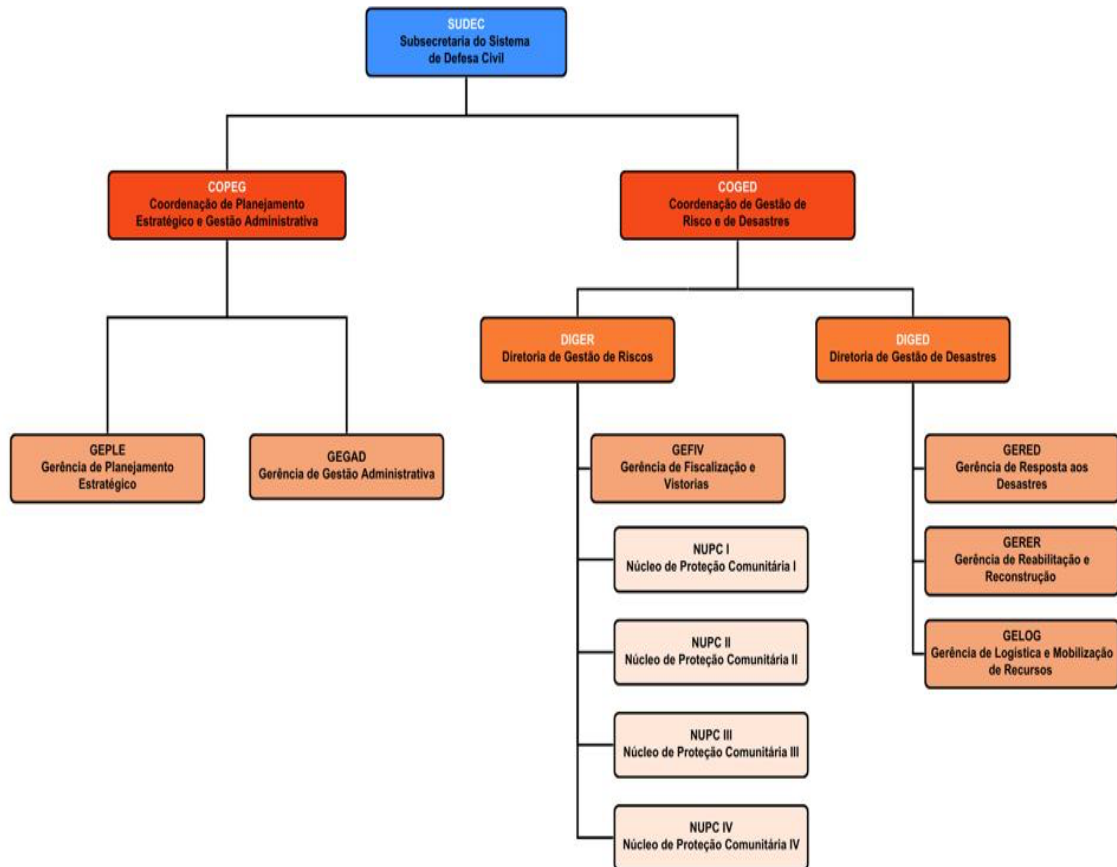 SUDEC
Subsecretaria do Sistema
de Defesa Civil
COPEG
Coordenação de Planejamento
Estratégico e Gestão Administrativa
COGED
Coordenação de Gestão de
Risco e de Desastres
DIGER
Diretoria de Gestão de Riscos
DIGED
Diretoria de Gestão de Desastres
GEPLE
Gerência de Planejamento
Estratégico
GEGAD
Gerência de Gestão Administrativa
GEFIV
Gerência de Fiscalização e
Vistorias
GERED
Gerência de Resposta aos
Desastres
NUPC I
Núcleo de Proteção Comunitária I
GERER
Gerência de Reabilitação e
Reconstrução
NUPC II
Núcleo de Proteção Comunitária II
GELOG
Gerência de Logística e Mobilização
de Recursos
NUPC III
Núcleo de Proteção Comunitária III
NUPC IV
Núcleo de Proteção Comunitária IV